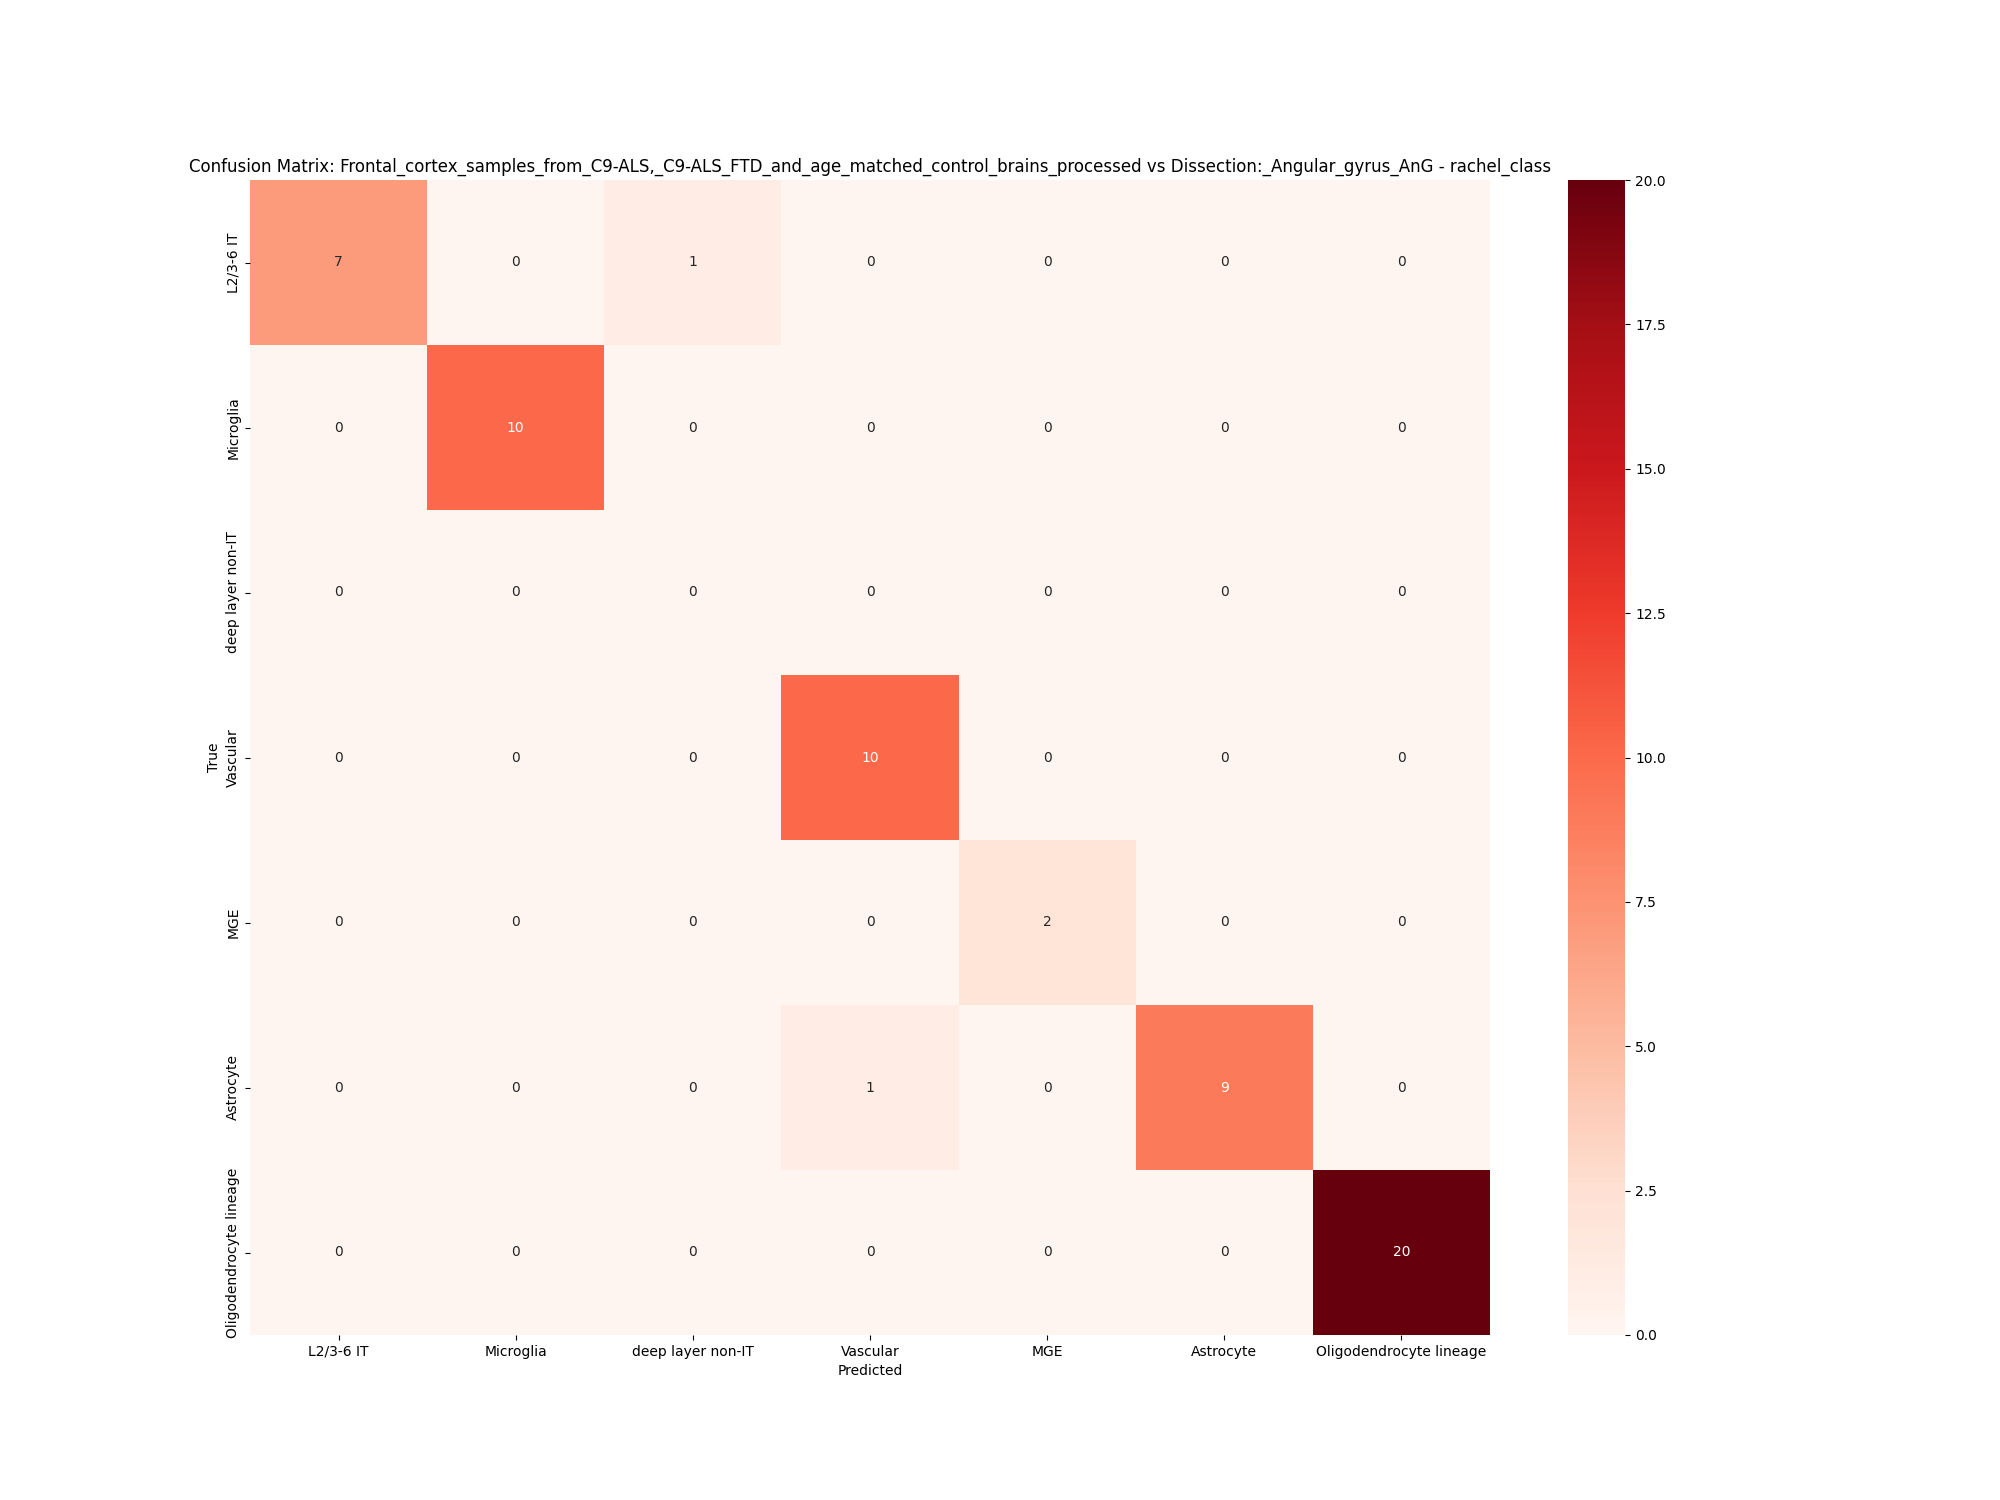 Confusion Matrix: Frontal_cortex_samples_from_C9-ALS,_C9-ALS_FTD_and_age_matched_control_brains_processed vs Dissection:_Angular_gyrus_AnG - rachel_class
True
L2/3-6 IT
7 0 1 0 0 0 0
Microglia
0 10 0 0 0 0 0
deep layer non-IT
0 0 0 0 0 0 0
Vascular
0 0 0 10 0 0 0
MGE
0 0 0 0 2 0 0
Astrocyte
0 0 0 1 0 9 0
Oligodendrocyte lineage
0 0 0 0 0 0 20
L2/3-6 IT Microglia deep layer non-IT Vascular MGE Astrocyte Oligodendrocyte lineage
Predicted
20.0
17.5
15.0
12.5
10.0
7.5
5.0
2.5
0.0